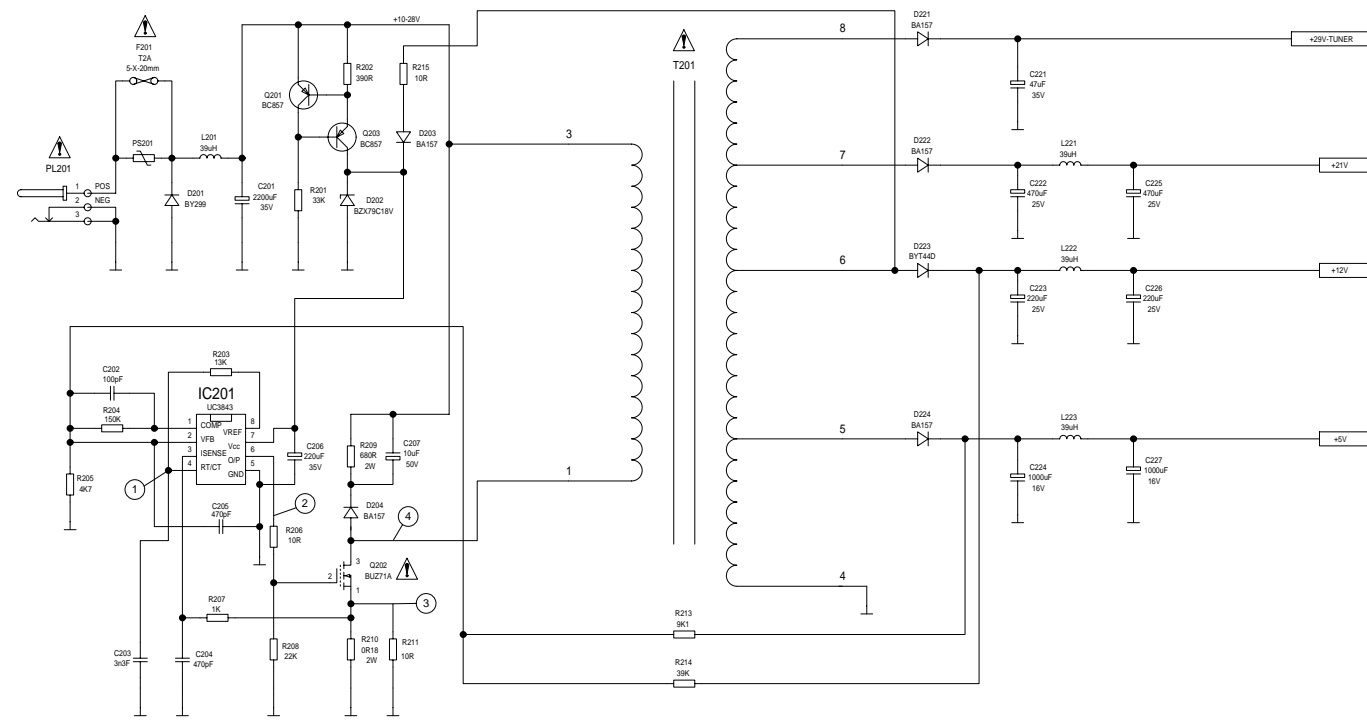 F201
T2A
5-X-20mm
PL201
1 POS
2 NEG
3
PS201
L201
39uH
D201
BY299
C201
2200uF
35V
+10-28V
Q201
BC857
R202
390R
Q203
BC857
R201
33K
D202
BZX79C18V
R215
10R
D203
BA157
T201
3
1
8
7
6
5
4
D221
BA157
C221
47uF
35V
+29V-TUNER
D222
BA157
L221
39uH
C222
470uF
25V
C225
470uF
25V
+21V
D223
BYT44D
L222
39uH
C223
220uF
25V
C226
220uF
25V
+12V
D224
BA157
L223
39uH
C224
1000uF
16V
C227
1000uF
16V
+5V
R203
13K
C202
100pF
R204
150K
IC201
UC3843
1 COMP
2 VFB
3 ISENSE
4 RT/CT
VREF 8
Vcc 7
O/P 6
GND 5
R205
4K7
1
C206
220uF
35V
C205
470pF
2
R206
10R
R209
680R
2W
C207
10uF
50V
D204
BA157
4
3
2
1
Q202
BUZ71A
3
R207
1K
C203
3n3F
C204
470pF
R208
22K
R210
0R18
2W
R211
10R
R213
9K1
R214
39K